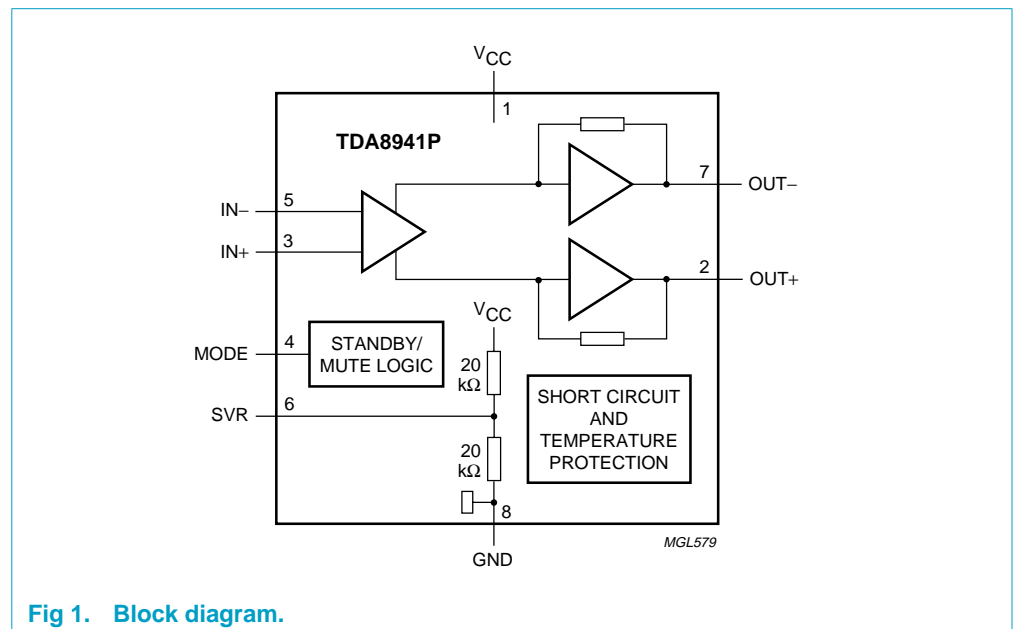 VCC
1
TDA8941P
7
OUT−
5
IN−
3
IN+
2
OUT+
VCC
4
MODE
STANDBY/
MUTE LOGIC
20
kΩ
6
SVR
SHORT CIRCUIT
AND
TEMPERATURE
PROTECTION
20
kΩ
8
MGL579
GND
Fig 1. Block diagram.